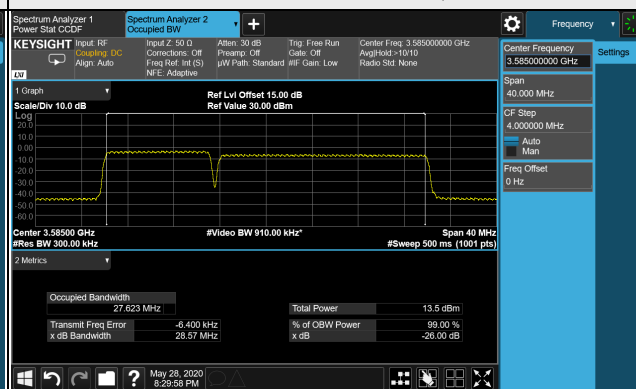 Spectrum Analyzer 1
Power Stat CCDF
Spectrum Analyzer 2
Occupied BW
Frequency
KEYSIGHT
Input: RF
Coupling: DC
Align: Auto
Input Z: 50 Ω
Corrections: Off
Freq Ref: Int (S)
NFE: Adaptive
Atten: 30 dB
Preamp: Off
µW Path: Standard
Trig: Free Run
Gate: Off
#IF Gain: Low
Center Freq: 3.585000000 GHz
Avg|Hold:>10/10
Radio Std: None
LXI
Center Frequency
3.585000000 GHz
Settings
Span
40.000 MHz
CF Step
4.000000 MHz
Auto
Man
Freq Offset
0 Hz
1 Graph
Scale/Div 10.0 dB
Ref Lvl Offset 15.00 dB
Ref Value 30.00 dBm
Log
20.0
10.0
0.00
-10.0
-20.0
-30.0
-40.0
-50.0
-60.0
Center 3.58500 GHz
#Video BW 910.00 kHz*
Span 40 MHz
#Res BW 300.00 kHz
#Sweep 500 ms (1001 pts)
2 Metrics
Occupied Bandwidth
27.623 MHz
Total Power
13.5 dBm
Transmit Freq Error
-6.400 kHz
% of OBW Power
99.00 %
x dB Bandwidth
28.57 MHz
x dB
-26.00 dB
?
May 28, 2020
8:29:58 PM